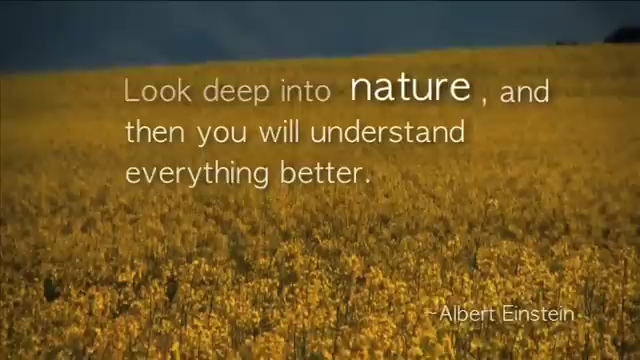 Look deep into nature, and
then you will understand
everything better.
~Albert Einstein